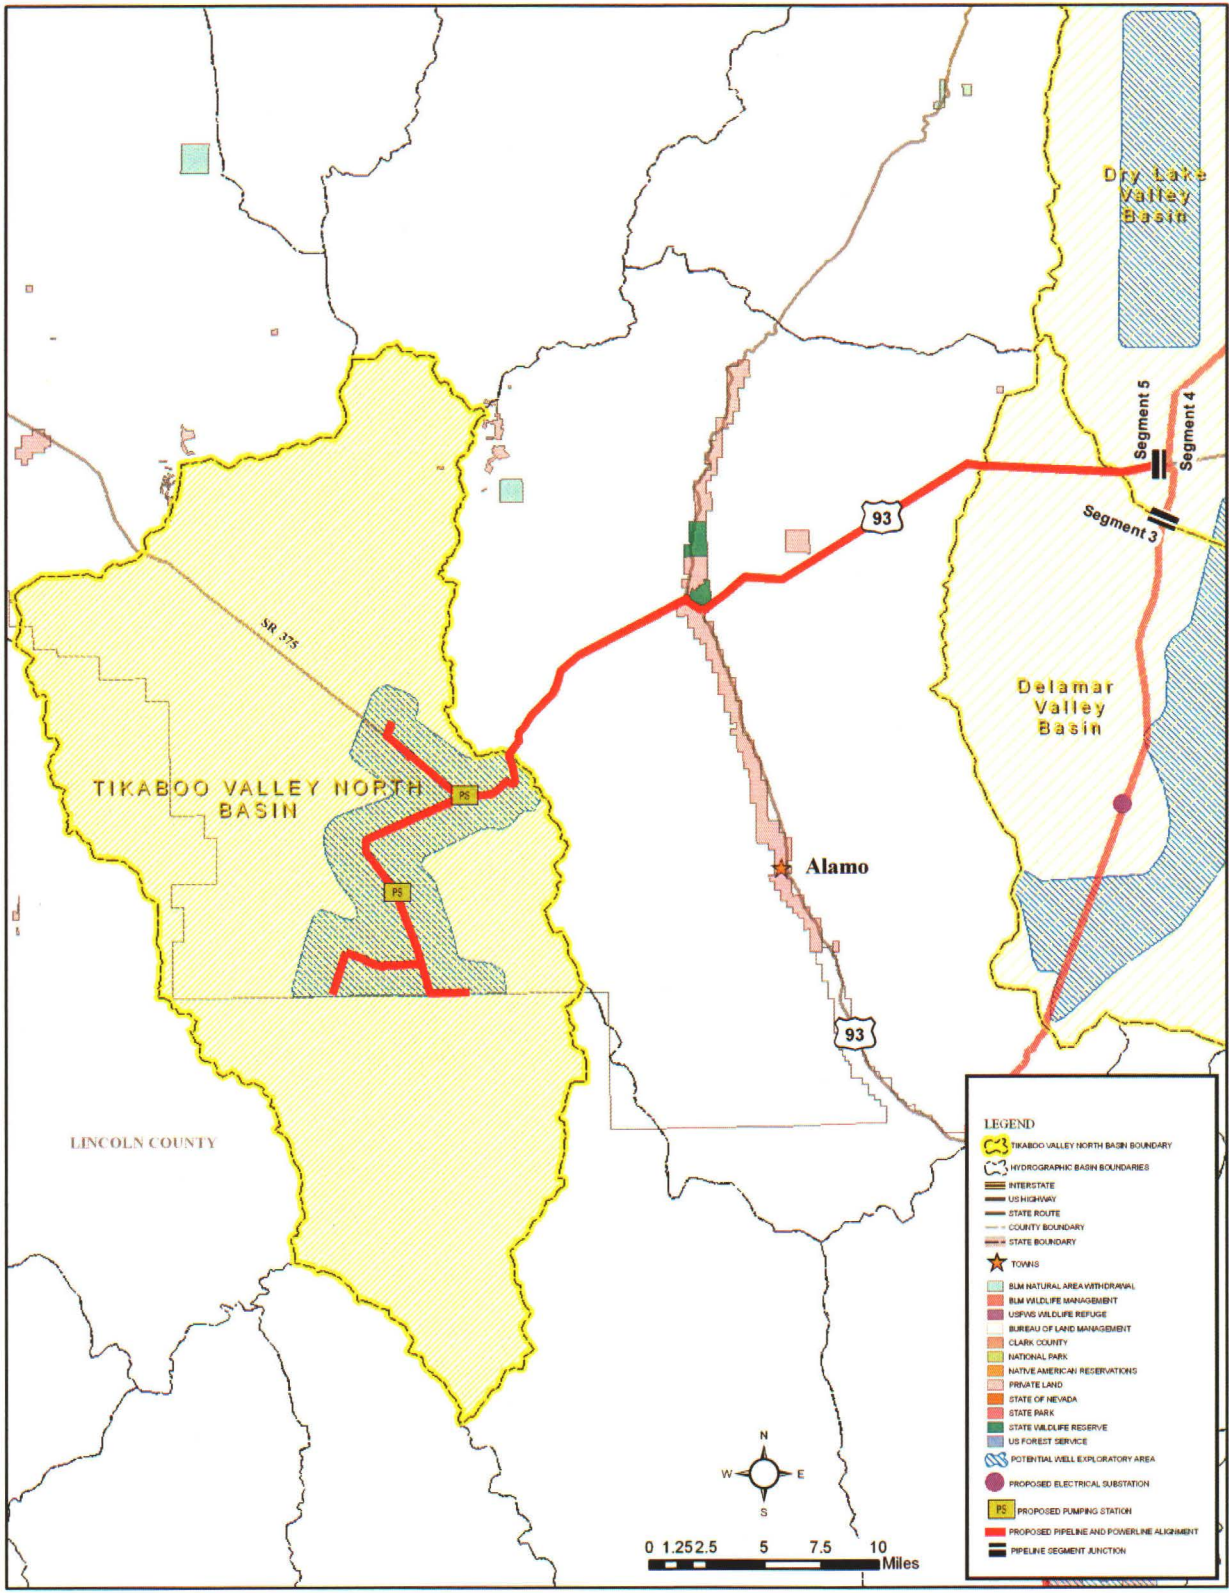 Dry Lake
Valley
Basin
Segment 5
Segment 4
93
Segment 3
SR 375
Delamar
Valley
Basin
TIKABOO VALLEY NORTH
BASIN
PS
PS
Alamo
93
LINCOLN COUNTY
LEGEND
TIKABOO VALLEY NORTH BASIN BOUNDARY
HYDROGRAPHIC BASIN BOUNDARIES
INTERSTATE
US HIGHWAY
STATE ROUTE
COUNTY BOUNDARY
STATE BOUNDARY
TOWNS
BLM NATURAL AREA WITHDRAWAL
BLM WILDLIFE MANAGEMENT
USFWS WILDLIFE REFUGE
BUREAU OF LAND MANAGEMENT
CLARK COUNTY
NATIONAL PARK
NATIVE AMERICAN RESERVATIONS
PRIVATE LAND
STATE OF NEVADA
STATE PARK
STATE WILDLIFE RESERVE
US FOREST SERVICE
POTENTIAL WELL EXPLORATORY AREA
PROPOSED ELECTRICAL SUBSTATION
PS PROPOSED PUMPING STATION
PROPOSED PIPELINE AND POWERLINE ALIGNMENT
PIPELINE SEGMENT JUNCTION
N
W E
S
0 1.25 2.5 5 7.5 10
Miles